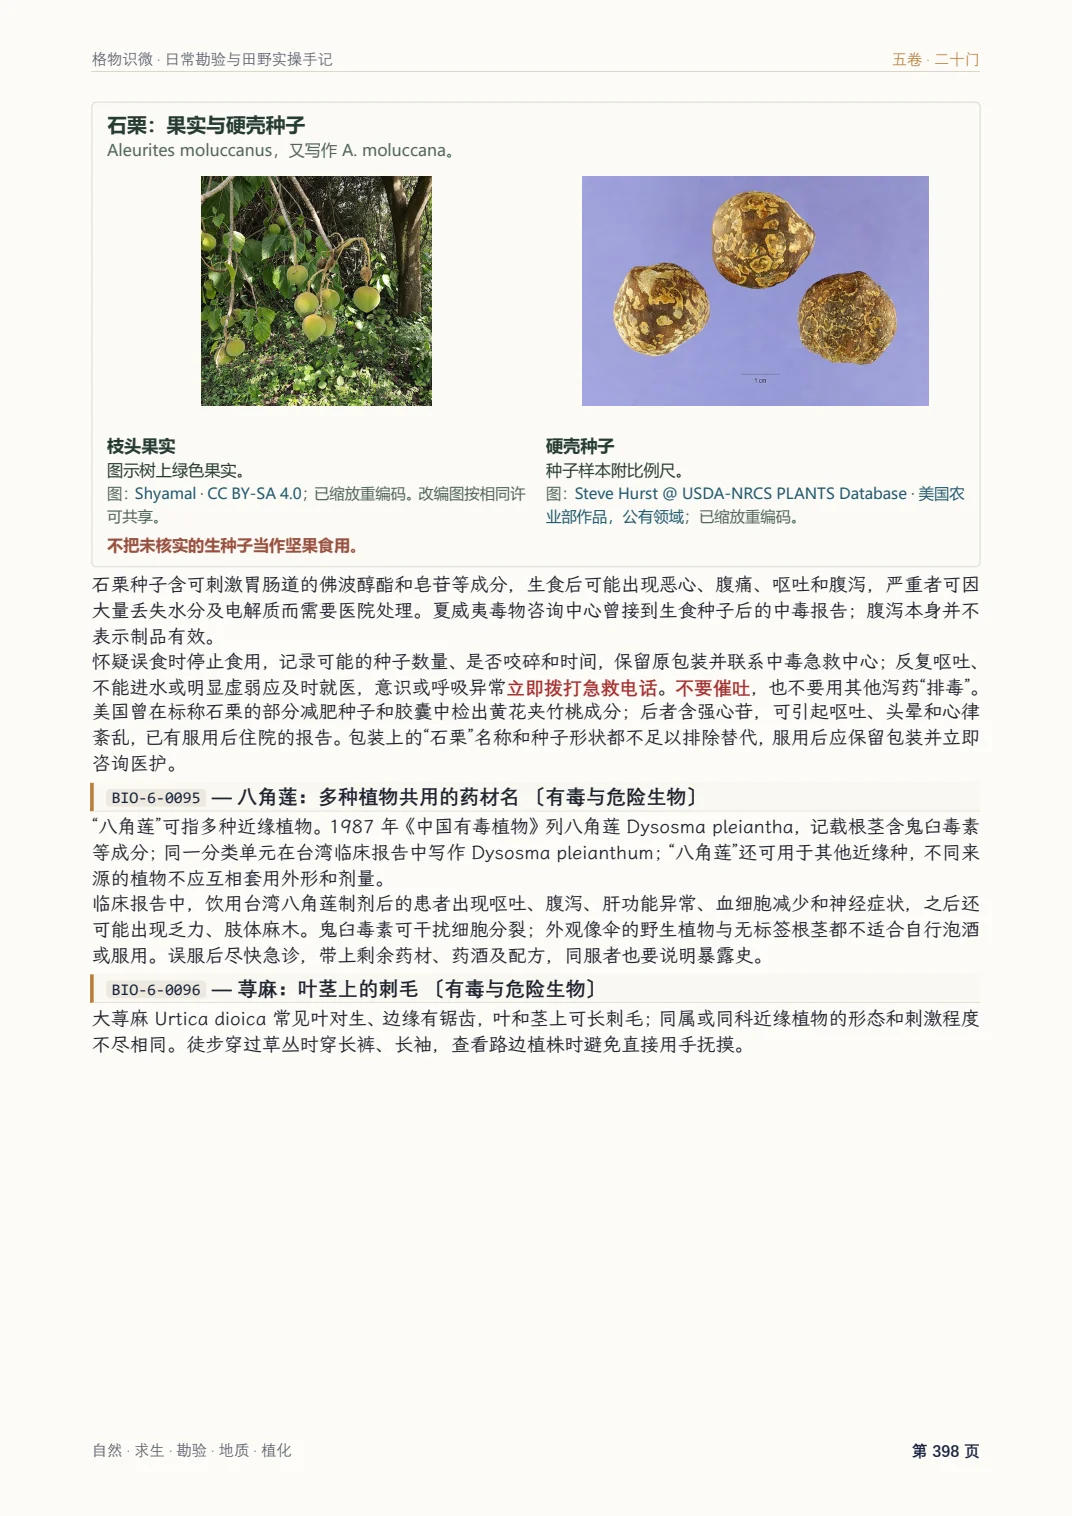 格物识微 · 日常勘验与田野实操手记
五卷 · 二十门
石栗：果实与硬壳种子
Aleurites moluccanus，又写作 A. moluccana。
1 cm
枝头果实
图示树上绿色果实。
图：Shyamal · CC BY-SA 4.0；已缩放重编码。改编图按相同许
可共享。
硬壳种子
种子样本附比例尺。
图：Steve Hurst @ USDA-NRCS PLANTS Database · 美国农
业部作品，公有领域；已缩放重编码。
不把未核实的生种子当作坚果食用。
石栗种子含可刺激胃肠道的佛波醇酯和皂苷等成分，生食后可能出现恶心、腹痛、呕吐和腹泻，严重者可因
大量丢失水分及电解质而需要医院处理。夏威夷毒物咨询中心曾接到生食种子后的中毒报告；腹泻本身并不
表示制品有效。
怀疑误食时停止食用，记录可能的种子数量、是否咬碎和时间，保留原包装并联系中毒急救中心；反复呕吐、
不能进水或明显虚弱应及时就医，意识或呼吸异常立即拨打急救电话。不要催吐，也不要用其他泻药“排毒”。
美国曾在标称石栗的部分减肥种子和胶囊中检出黄花夹竹桃成分；后者含强心苷，可引起呕吐、头晕和心律
紊乱，已有服用后住院的报告。包装上的“石栗”名称和种子形状都不足以排除替代，服用后应保留包装并立即
咨询医护。
BIO-6-0095 — 八角莲：多种植物共用的药材名 〔有毒与危险生物〕
“八角莲”可指多种近缘植物。1987 年《中国有毒植物》列八角莲 Dysosma pleiantha，记载根茎含鬼臼毒素
等成分；同一分类单元在台湾临床报告中写作 Dysosma pleianthum；“八角莲”还可用于其他近缘种，不同来
源的植物不应互相套用外形和剂量。
临床报告中，饮用台湾八角莲制剂后的患者出现呕吐、腹泻、肝功能异常、血细胞减少和神经症状，之后还
可能出现乏力、肢体麻木。鬼臼毒素可干扰细胞分裂；外观像伞的野生植物与无标签根茎都不适合自行泡酒
或服用。误服后尽快急诊，带上剩余药材、药酒及配方，同服者也要说明暴露史。
BIO-6-0096 — 荨麻：叶茎上的刺毛 〔有毒与危险生物〕
大荨麻 Urtica dioica 常见叶对生、边缘有锯齿，叶和茎上可长刺毛；同属或同科近缘植物的形态和刺激程度
不尽相同。徒步穿过草丛时穿长裤、长袖，查看路边植株时避免直接用手抚摸。
自然 · 求生 · 勘验 · 地质 · 植化
第 398 页